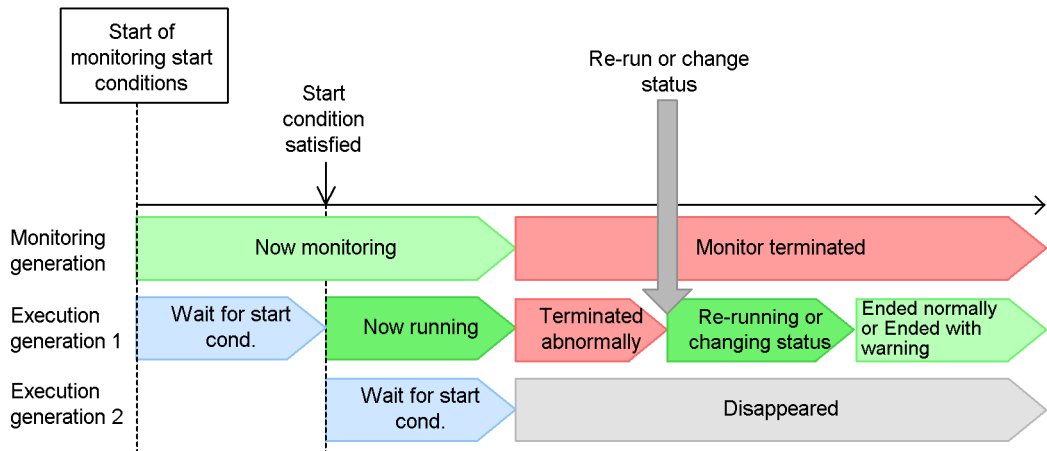 Start of
monitoring start
conditions
Start
condition
satisfied
Re-run or change
status
Monitoring
generation
Now monitoring
Monitor terminated
Execution
generation 1
Wait for start
cond.
Now running
Terminated
abnormally
Re-running or
changing status
Ended normally
or Ended with
warning
Execution
generation 2
Wait for start
cond.
Disappeared